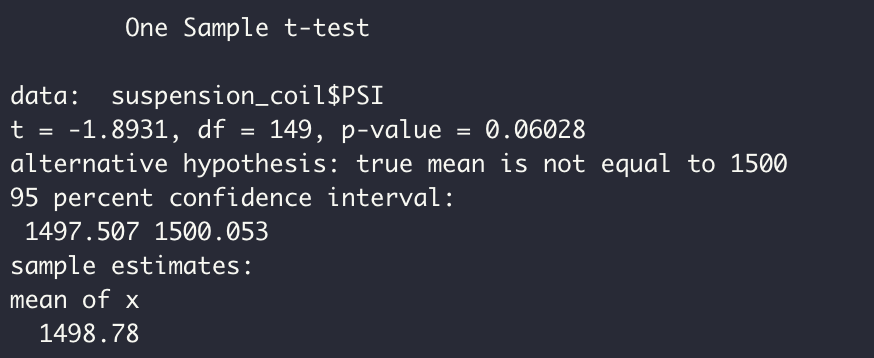 One Sample t-test
data:  suspension_coil$PSI
t = -1.8931, df = 149, p-value = 0.06028
alternative hypothesis: true mean is not equal to 1500
95 percent confidence interval:
 1497.507 1500.053
sample estimates:
mean of x
  1498.78